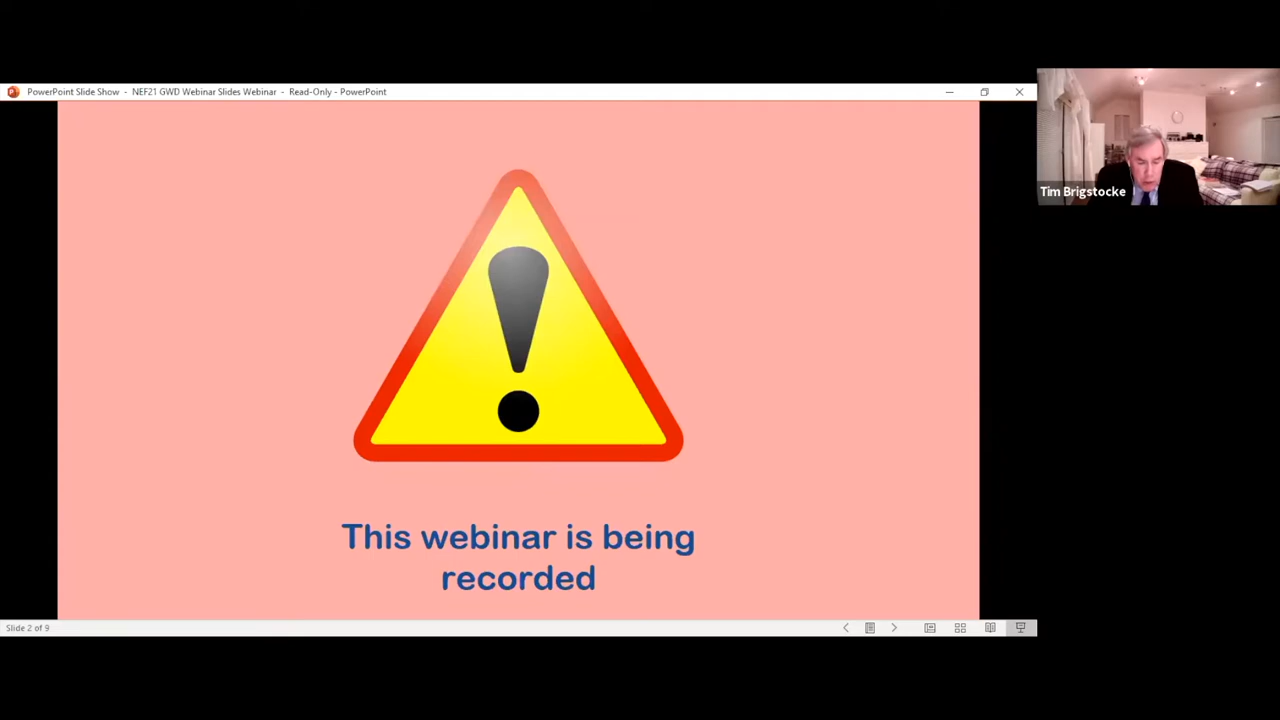 PowerPoint Slide Show - NEF21 GWD Webinar Slides Webinar - Read-Only - PowerPoint
Tim Brigstocke
This webinar is being
recorded
Slide 2 of 9